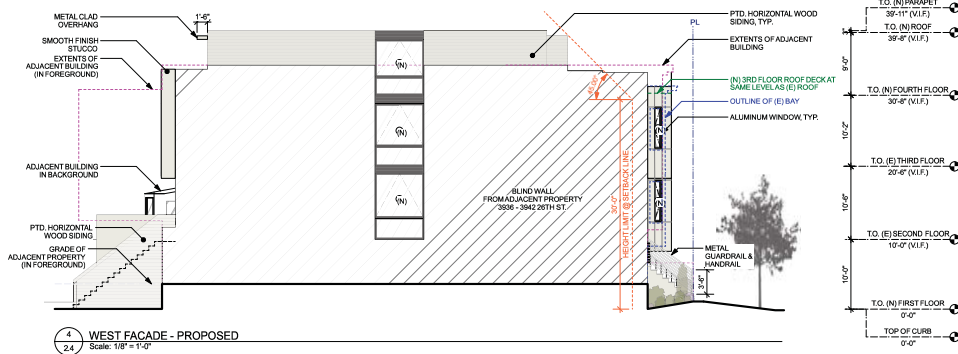 METAL CLAD
OVERHANG
1'-6"
SMOOTH FINISH
STUCCO
EXTENTS OF
ADJACENT BUILDING
(IN FOREGROUND)
ADJACENT BUILDING
IN BACKGROUND
PTD. HORIZONTAL
WOOD SIDING
GRADE OF
ADJACENT PROPERTY
(IN FOREGROUND)
(N)
(N)
(N)
BLIND WALL
FROM ADJACENT PROPERTY
3936 - 3942 26TH ST.
45.00°
30'-0"
HEIGHT LIMIT @ SETBACK LINE
PL
(N)
(N)
PTD. HORIZONTAL WOOD
SIDING, TYP.
EXTENTS OF ADJACENT
BUILDING
(N) 3RD FLOOR ROOF DECK AT
SAME LEVEL AS (E) ROOF
OUTLINE OF (E) BAY
ALUMINUM WINDOW, TYP.
METAL
GUARDRAIL &
HANDRAIL
3'-6"
T.O. (N) PARAPET
39'-11" (V.I.F.)
3"
T.O. (N) ROOF
39'-8" (V.I.F.)
9'-0"
T.O. (N) FOURTH FLOOR
30'-8" (V.I.F.)
10'-2"
T.O. (E) THIRD FLOOR
20'-6" (V.I.F.)
10'-6"
T.O. (E) SECOND FLOOR
10'-0" (V.I.F.)
10'-0"
T.O. (N) FIRST FLOOR
0'-0"
TOP OF CURB
0'-0"
4
2.4
WEST FACADE - PROPOSED
Scale: 1/8" = 1'-0"